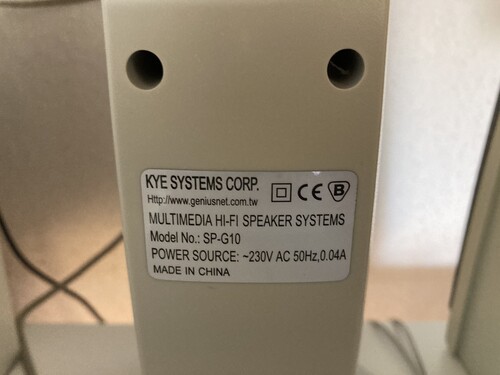 KYE SYSTEMS CORP.
Http://www.geniusnet.com.tw
CE B
MULTIMEDIA HI-FI SPEAKER SYSTEMS
Model No.: SP-G10
POWER SOURCE: ~230V AC 50Hz,0.04A
MADE IN CHINA